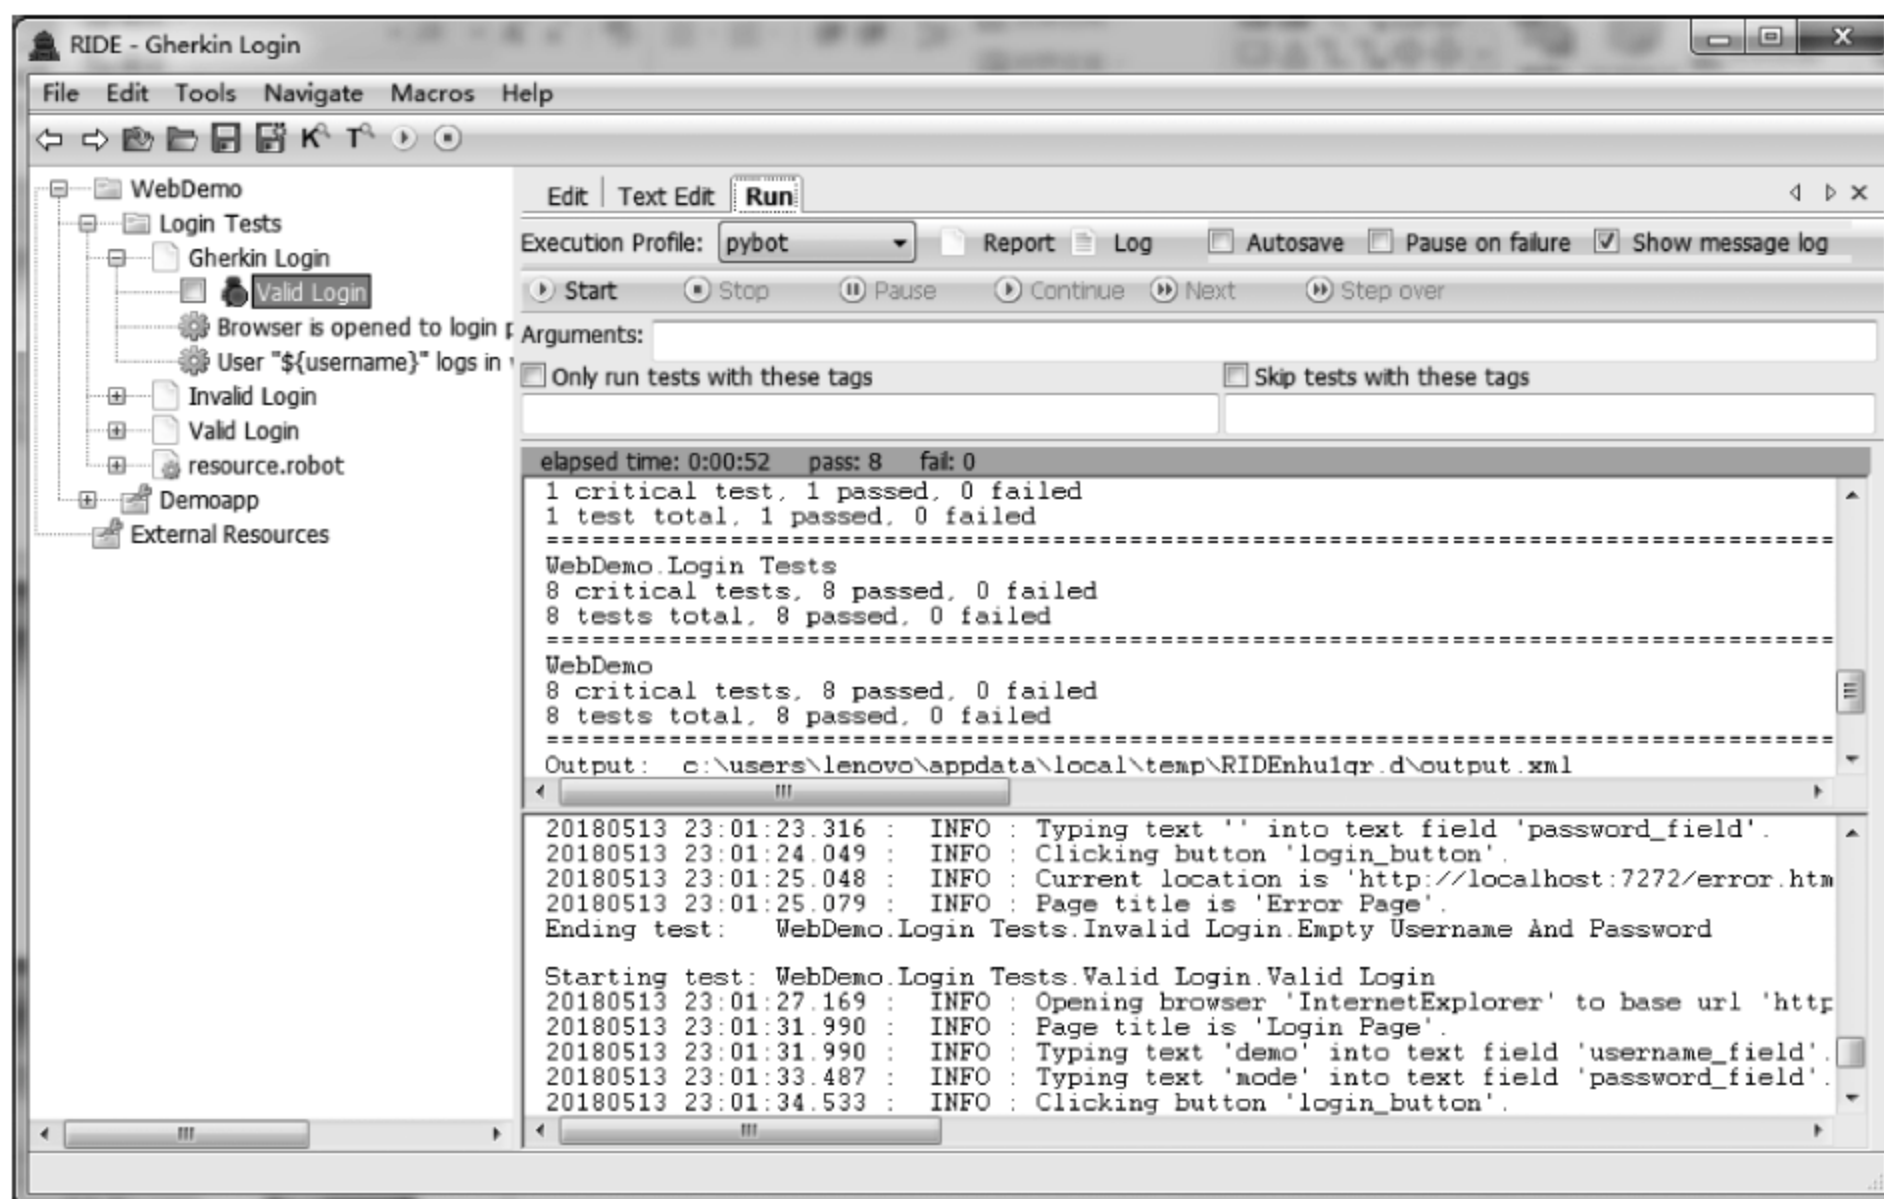 RIDE - Gherkin Login
File Edit Tools Navigate Macros Help
WebDemo
Login Tests
Gherkin Login
Valid Login
Browser is opened to login p
User "${username}" logs in
Invalid Login
Valid Login
resource.robot
Demoapp
External Resources
Edit Text Edit Run
Execution Profile: pybot Report Log Autosave Pause on failure Show message log
Start Stop Pause Continue Next Step over
Arguments:
Only run tests with these tags Skip tests with these tags
elapsed time: 0:00:52 pass: 8 fail: 0
1 critical test, 1 passed, 0 failed
1 test total, 1 passed, 0 failed
==============================================================================
WebDemo.Login Tests
8 critical tests, 8 passed, 0 failed
8 tests total, 8 passed, 0 failed
==============================================================================
WebDemo
8 critical tests, 8 passed, 0 failed
8 tests total, 8 passed, 0 failed
==============================================================================
Output: c:\users\lenovo\appdata\local\temp\RIDEnhu1qr.d\output.xml
20180513 23:01:23.316 : INFO : Typing text '' into text field 'password_field'.
20180513 23:01:24.049 : INFO : Clicking button 'login_button'.
20180513 23:01:25.048 : INFO : Current location is 'http://localhost:7272/error.htm
20180513 23:01:25.079 : INFO : Page title is 'Error Page'.
Ending test: WebDemo.Login Tests.Invalid Login.Empty Username And Password
Starting test: WebDemo.Login Tests.Valid Login.Valid Login
20180513 23:01:27.169 : INFO : Opening browser 'InternetExplorer' to base url 'http
20180513 23:01:31.990 : INFO : Page title is 'Login Page'.
20180513 23:01:31.990 : INFO : Typing text 'demo' into text field 'username_field'.
20180513 23:01:33.487 : INFO : Typing text 'mode' into text field 'password_field'.
20180513 23:01:34.533 : INFO : Clicking button 'login_button'.